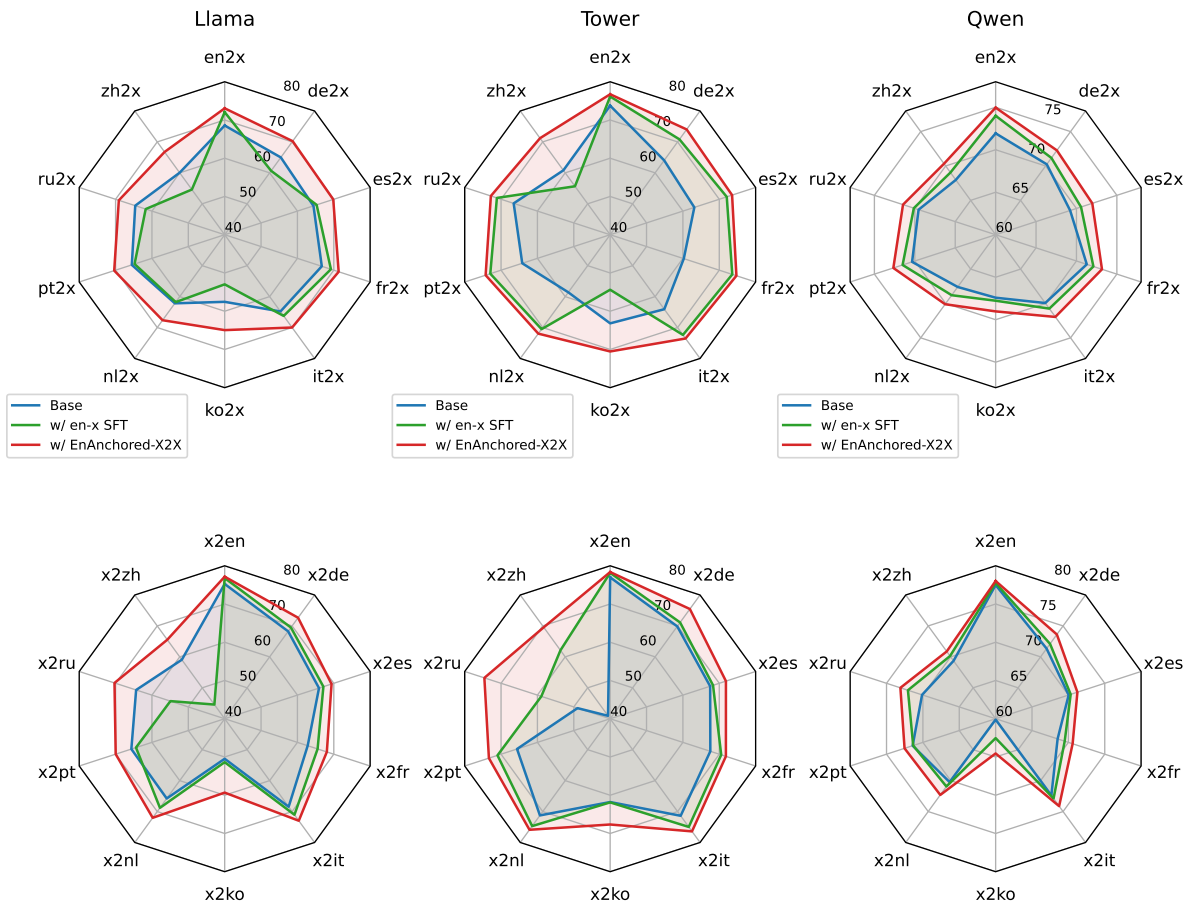 Llama
Tower
Qwen
en2x
de2x
es2x
fr2x
it2x
ko2x
nl2x
pt2x
ru2x
zh2x
40
50
60
70
80
Base
w/ en-x SFT
w/ EnAnchored-X2X
en2x
de2x
es2x
fr2x
it2x
ko2x
nl2x
pt2x
ru2x
zh2x
40
50
60
70
Base
w/ en-x SFT
w/ EnAnchored-X2X
en2x
de2x
es2x
fr2x
it2x
ko2x
nl2x
pt2x
ru2x
zh2x
60
65
70
75
Base
w/ en-x SFT
w/ EnAnchored-X2X
x2en
x2de
x2es
x2fr
x2it
x2ko
x2nl
x2pt
x2ru
x2zh
40
50
60
70
80
x2en
x2de
x2es
x2fr
x2it
x2ko
x2nl
x2pt
x2ru
x2zh
40
50
60
70
80
x2en
x2de
x2es
x2fr
x2it
x2ko
x2nl
x2pt
x2ru
x2zh
60
65
70
75
80